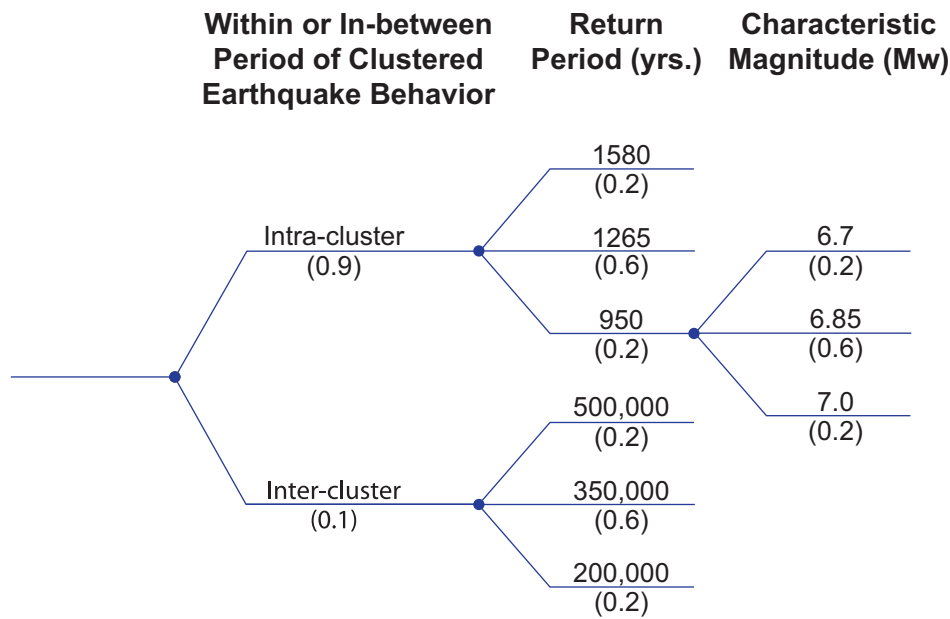 Within or In-between
Period of Clustered
Earthquake Behavior
Return
Period (yrs.)
Characteristic
Magnitude (Mw)
1580
(0.2)
Intra-cluster
(0.9)
1265
(0.6)
6.7
(0.2)
950
(0.2)
6.85
(0.6)
7.0
(0.2)
500,000
(0.2)
Inter-cluster
(0.1)
350,000
(0.6)
200,000
(0.2)